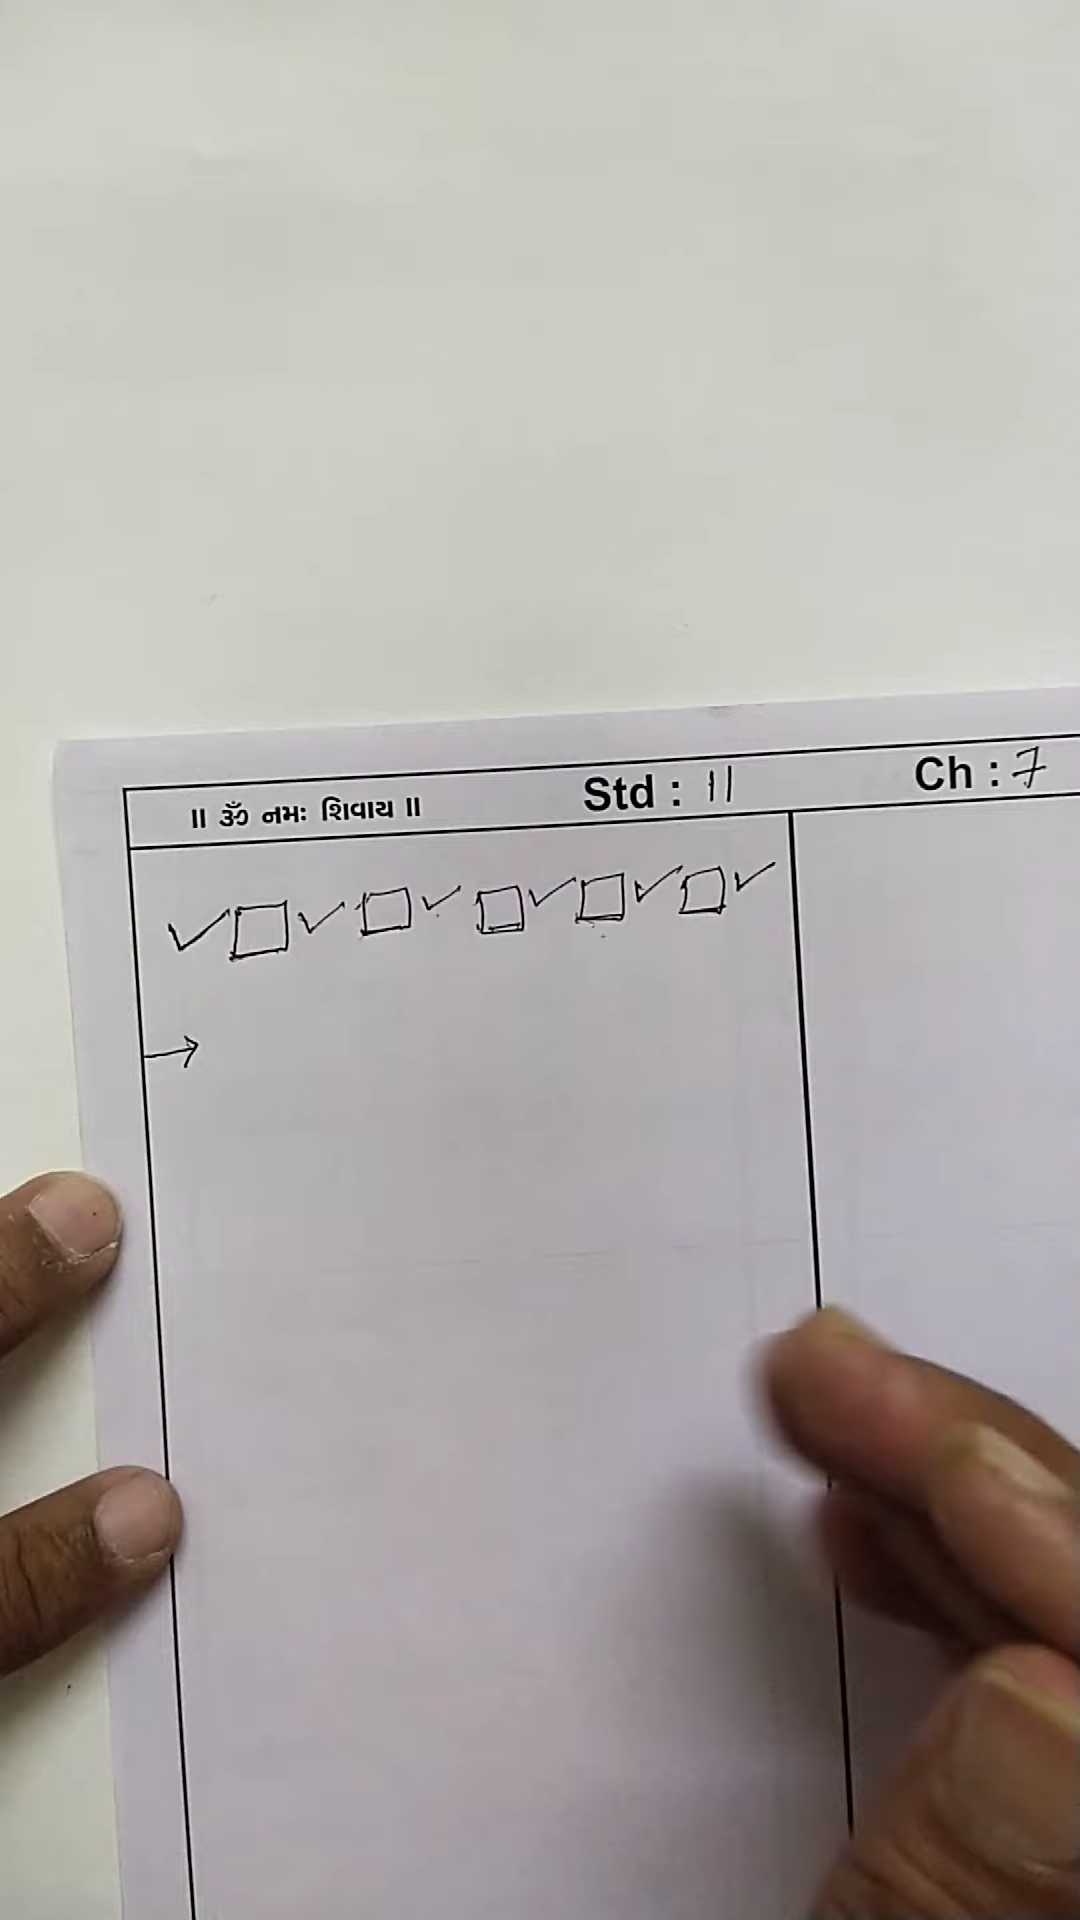 ॥ ૐ નમઃ શિવાય ॥ Std : 11 Ch : 7
✓ □ ✓ □ ✓ □ ✓ □ ✓ □ ✓
→